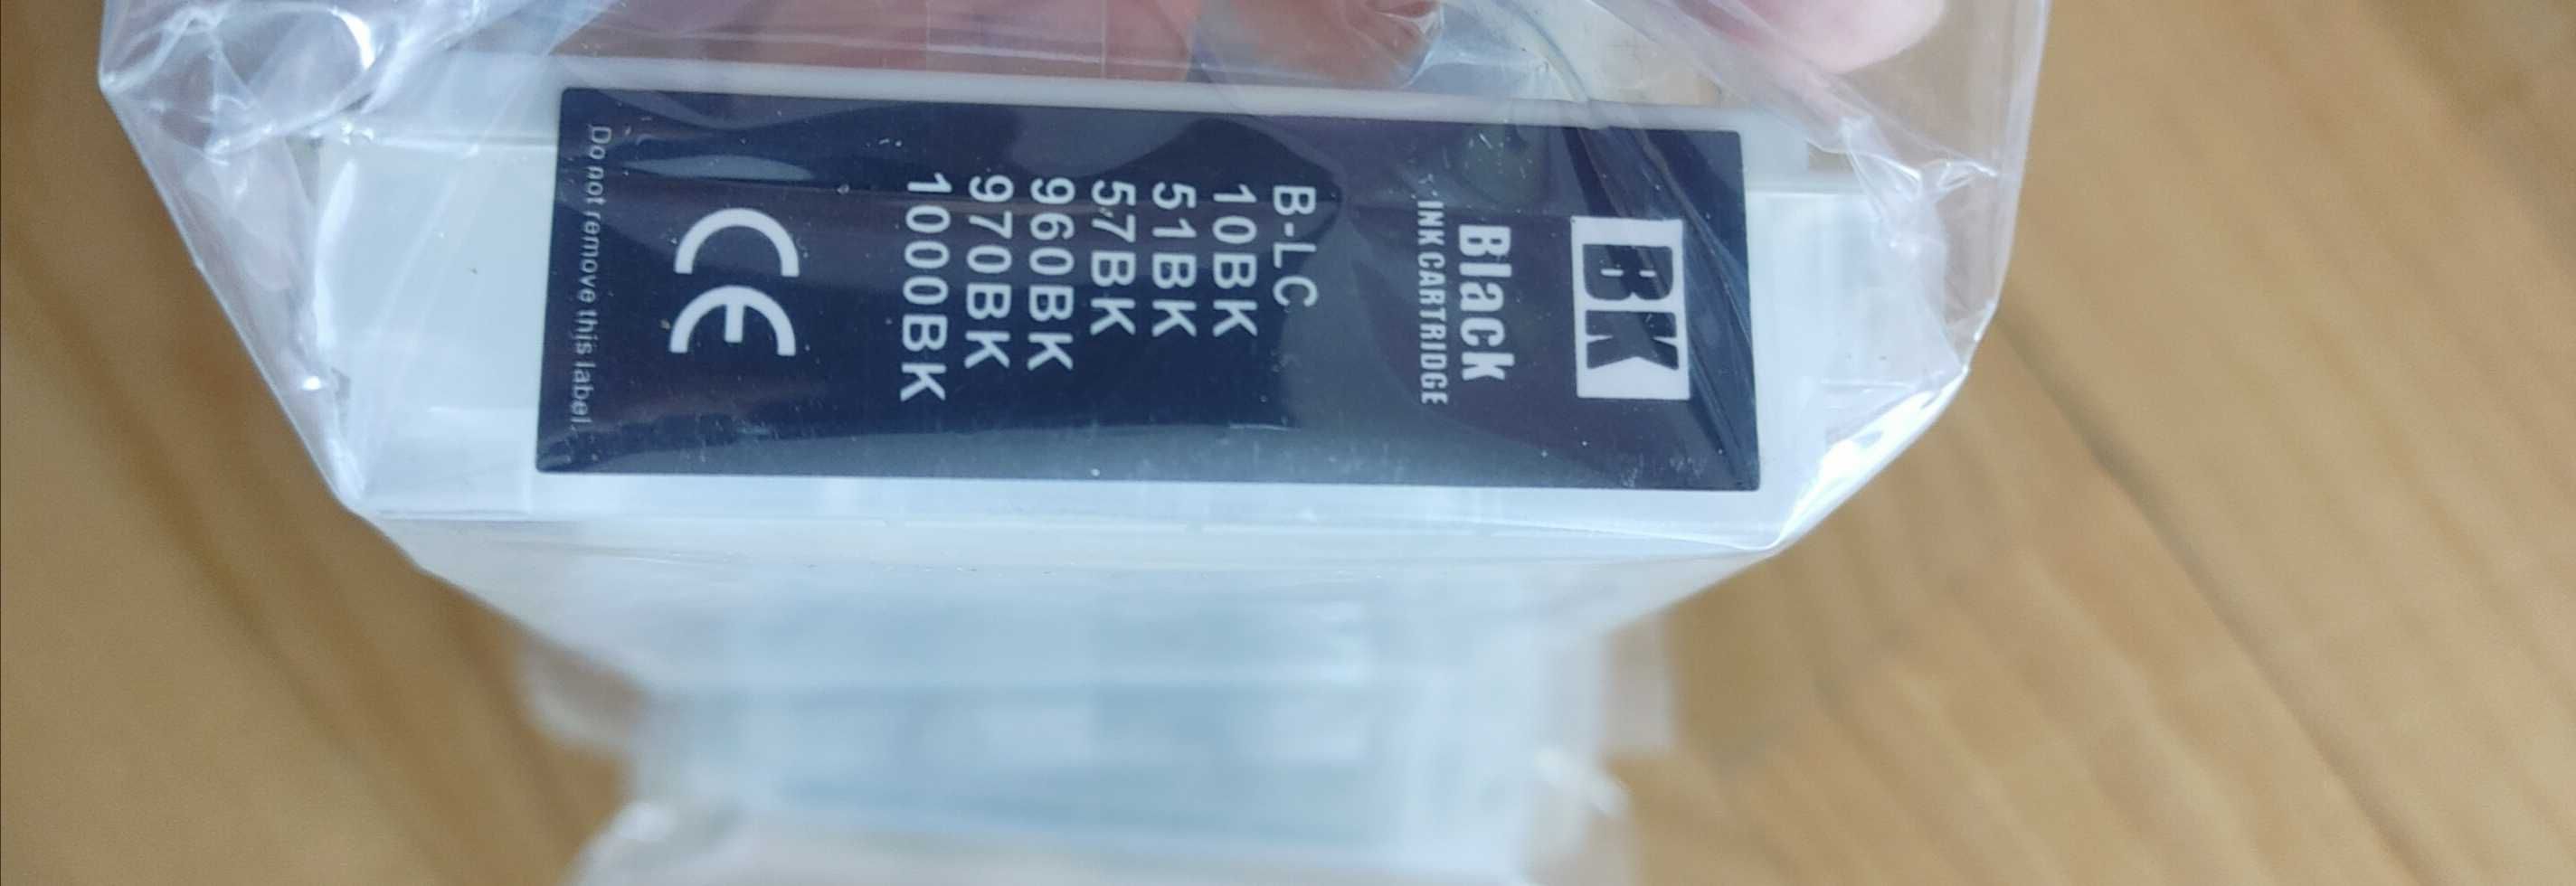 BK
Black
INK CARTRIDGE
B-LC
10BK
51BK
57BK
960BK
970BK
1000BK
CE
Do not remove this label.